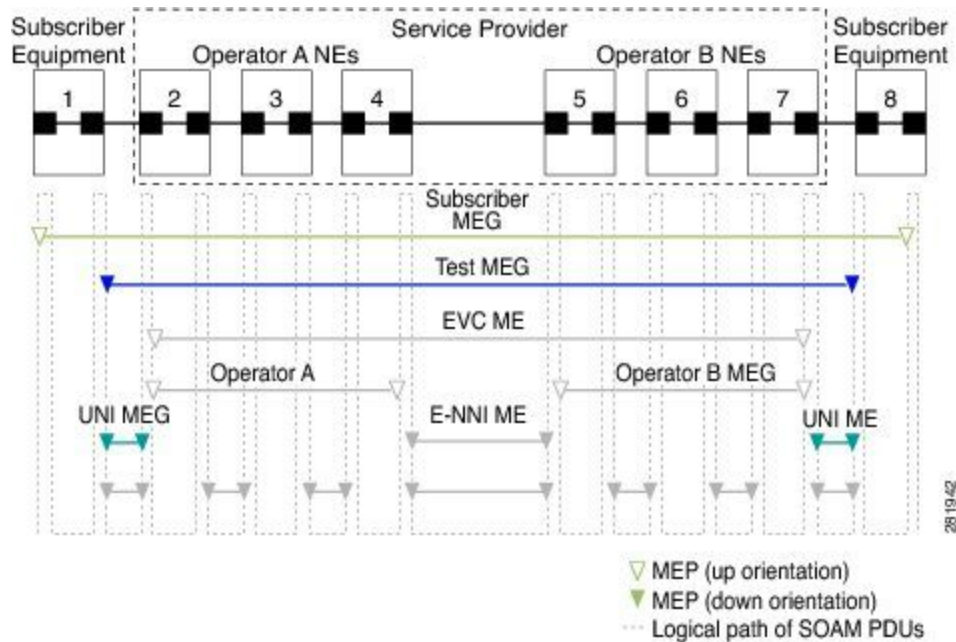 Subscriber
Equipment
Service Provider
Subscriber
Equipment
Operator A NEs
Operator B NEs
1
2
3
4
5
6
7
8
Subscriber
MEG
Test MEG
EVC ME
Operator A
Operator B MEG
UNI MEG
E-NNI ME
UNI ME
281942
MEP (up orientation)
MEP (down orientation)
Logical path of SOAM PDUs